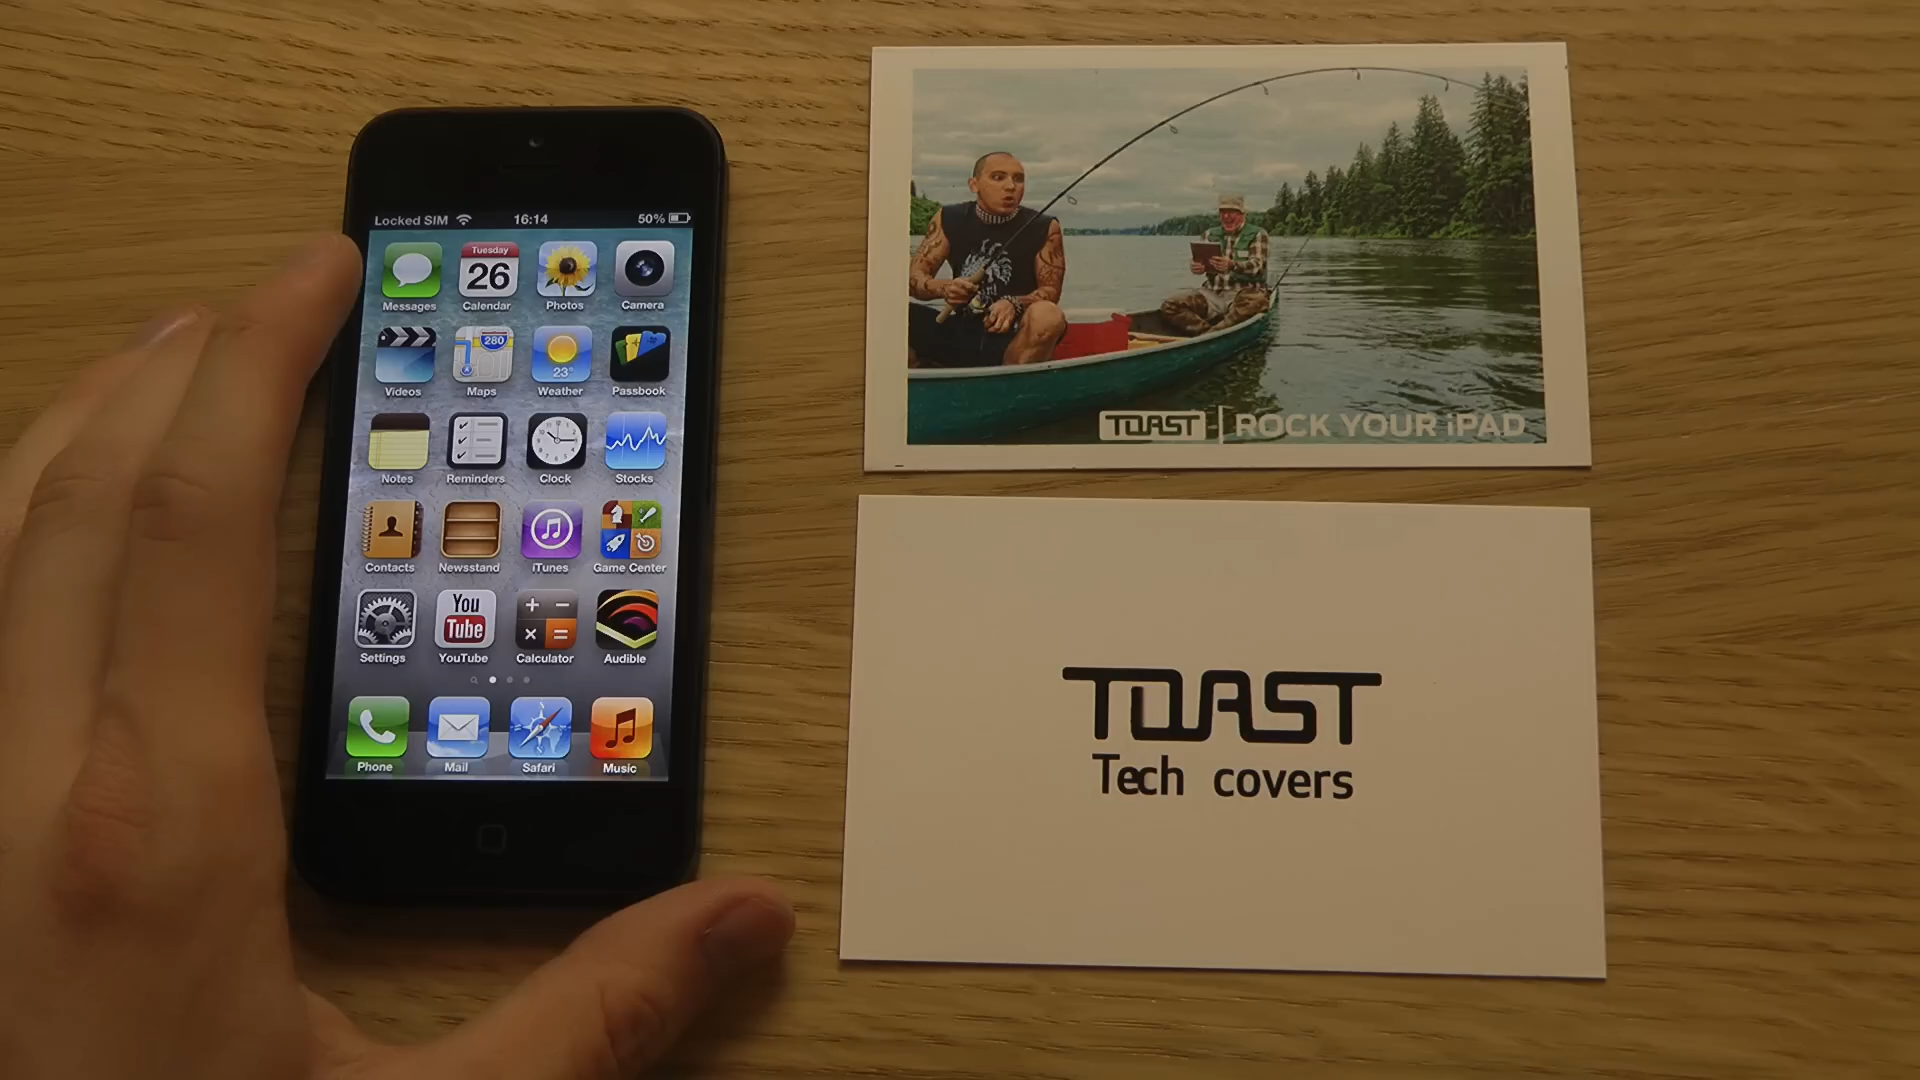 Locked SIM 16:14 50%
Tuesday
26
Messages Calendar Photos Camera
280
23°
Videos Maps Weather Passbook
Notes Reminders Clock Stocks
Contacts Newsstand iTunes Game Center
You
Tube
Settings YouTube Calculator Audible
Phone Mail Safari Music
TOAST | ROCK YOUR iPAD
TOAST
Tech covers